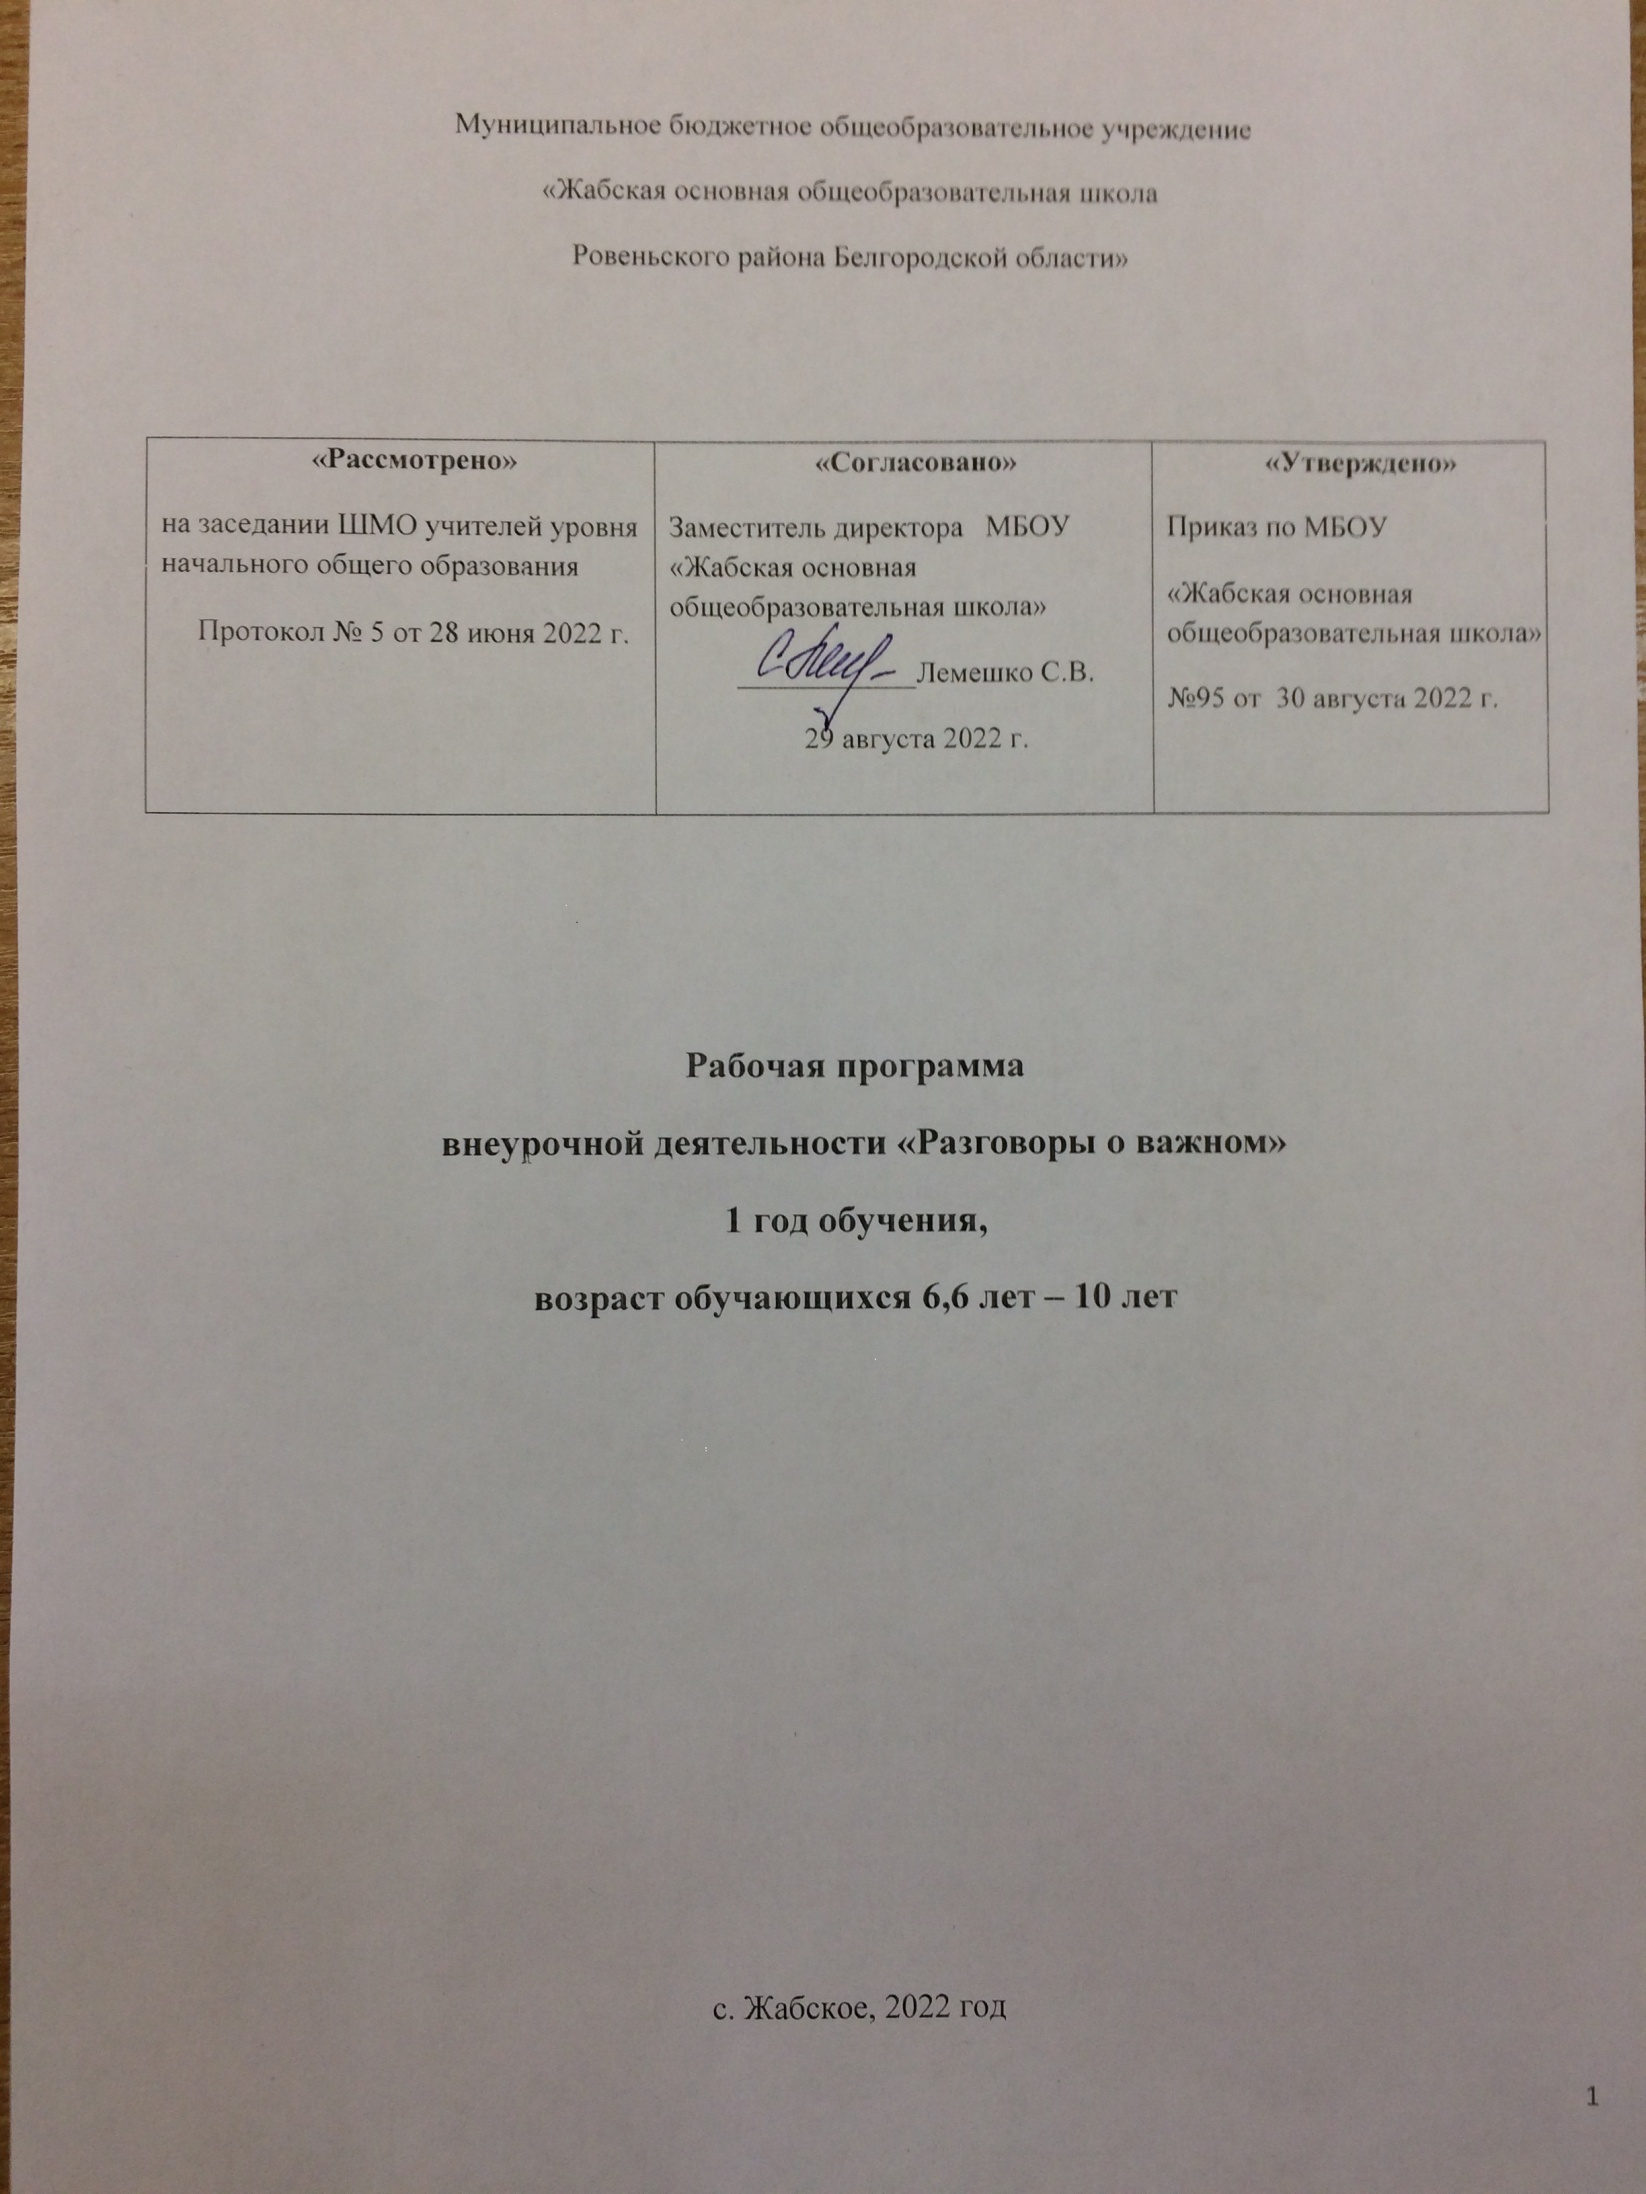 Муниципальное бюджетное общеобразовательное учреждение
«Жабская основная общеобразовательная школа
Ровеньского района Белгородской области»
«Рассмотрено»
на заседании ШМО учителей уровня
начального общего образования
Протокол № 5 от 28 июня 2022 г.
«Согласовано»
Заместитель директора МБОУ
«Жабская основная
общеобразовательная школа»
Лемешко С.В.
29 августа 2022 г.
«Утверждено»
Приказ по МБОУ
«Жабская основная
общеобразовательная школа»
№95 от 30 августа 2022 г.
Рабочая программа
внеурочной деятельности «Разговоры о важном»
1 год обучения,
возраст обучающихся 6,6 лет – 10 лет
с. Жабское, 2022 год
1